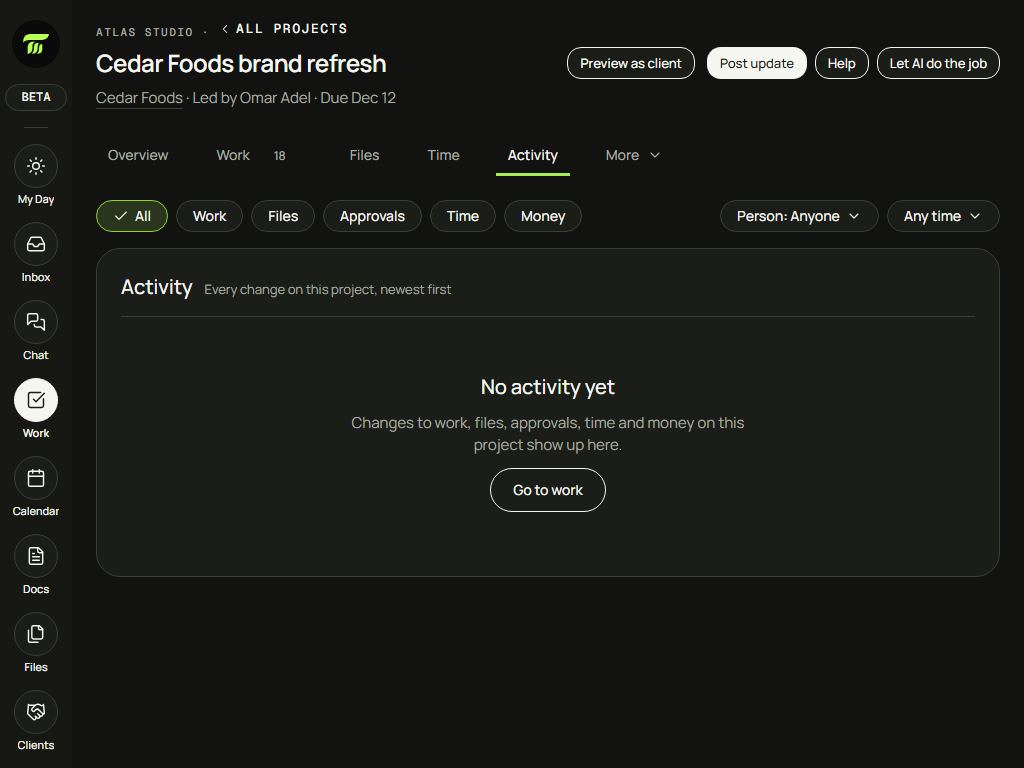 ATLAS STUDIO · ALL PROJECTS
Cedar Foods brand refresh
Cedar Foods · Led by Omar Adel · Due Dec 12
Preview as client
Post update
Help
Let AI do the job
BETA
My Day
Inbox
Chat
Work
Calendar
Docs
Files
Clients
Overview
Work 18
Files
Time
Activity
More
All
Work
Files
Approvals
Time
Money
Person: Anyone
Any time
Activity Every change on this project, newest first
No activity yet
Changes to work, files, approvals, time and money on this
project show up here.
Go to work